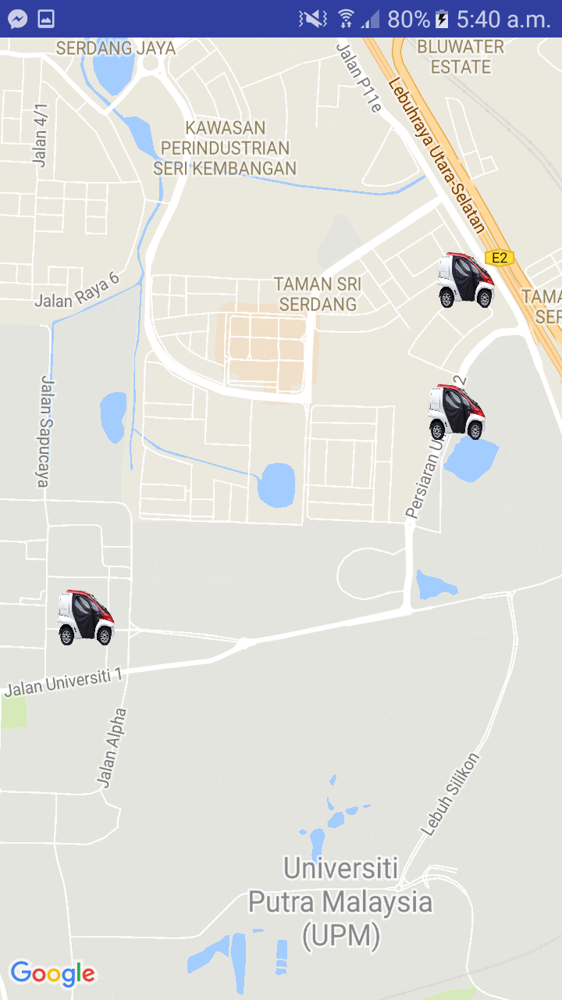 80% 5:40 a.m.
SERDANG JAYA
BLUWATER
ESTATE
Jalan P11e
Lebuhraya Utara-Selatan
Jalan 4/1
KAWASAN
PERINDUSTRIAN
SERI KEMBANGAN
E2
Jalan Raya 6
TAMAN SRI
SERDANG
TAMA
SER
Jalan Sapucaya
2
Persiaran U
Jalan Universiti 1
Jalan Alpha
Lebuh Silikon
Universiti
Putra Malaysia
(UPM)
Google